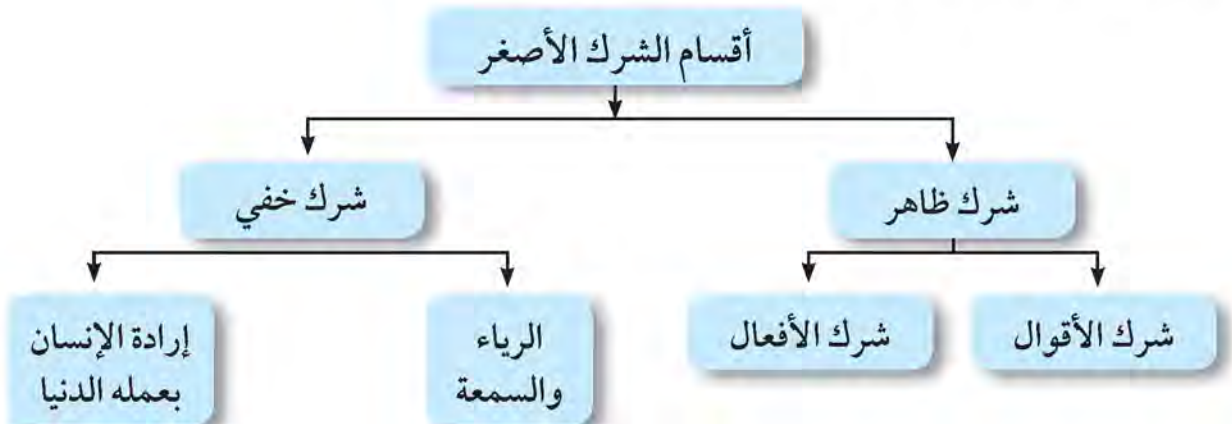 أقسام الشرك الأصغر
شرك ظاهر
شرك خفي
شرك الأقوال
شرك الأفعال
الرياء
والسمعة
إرادة الإنسان
بعمله الدنيا